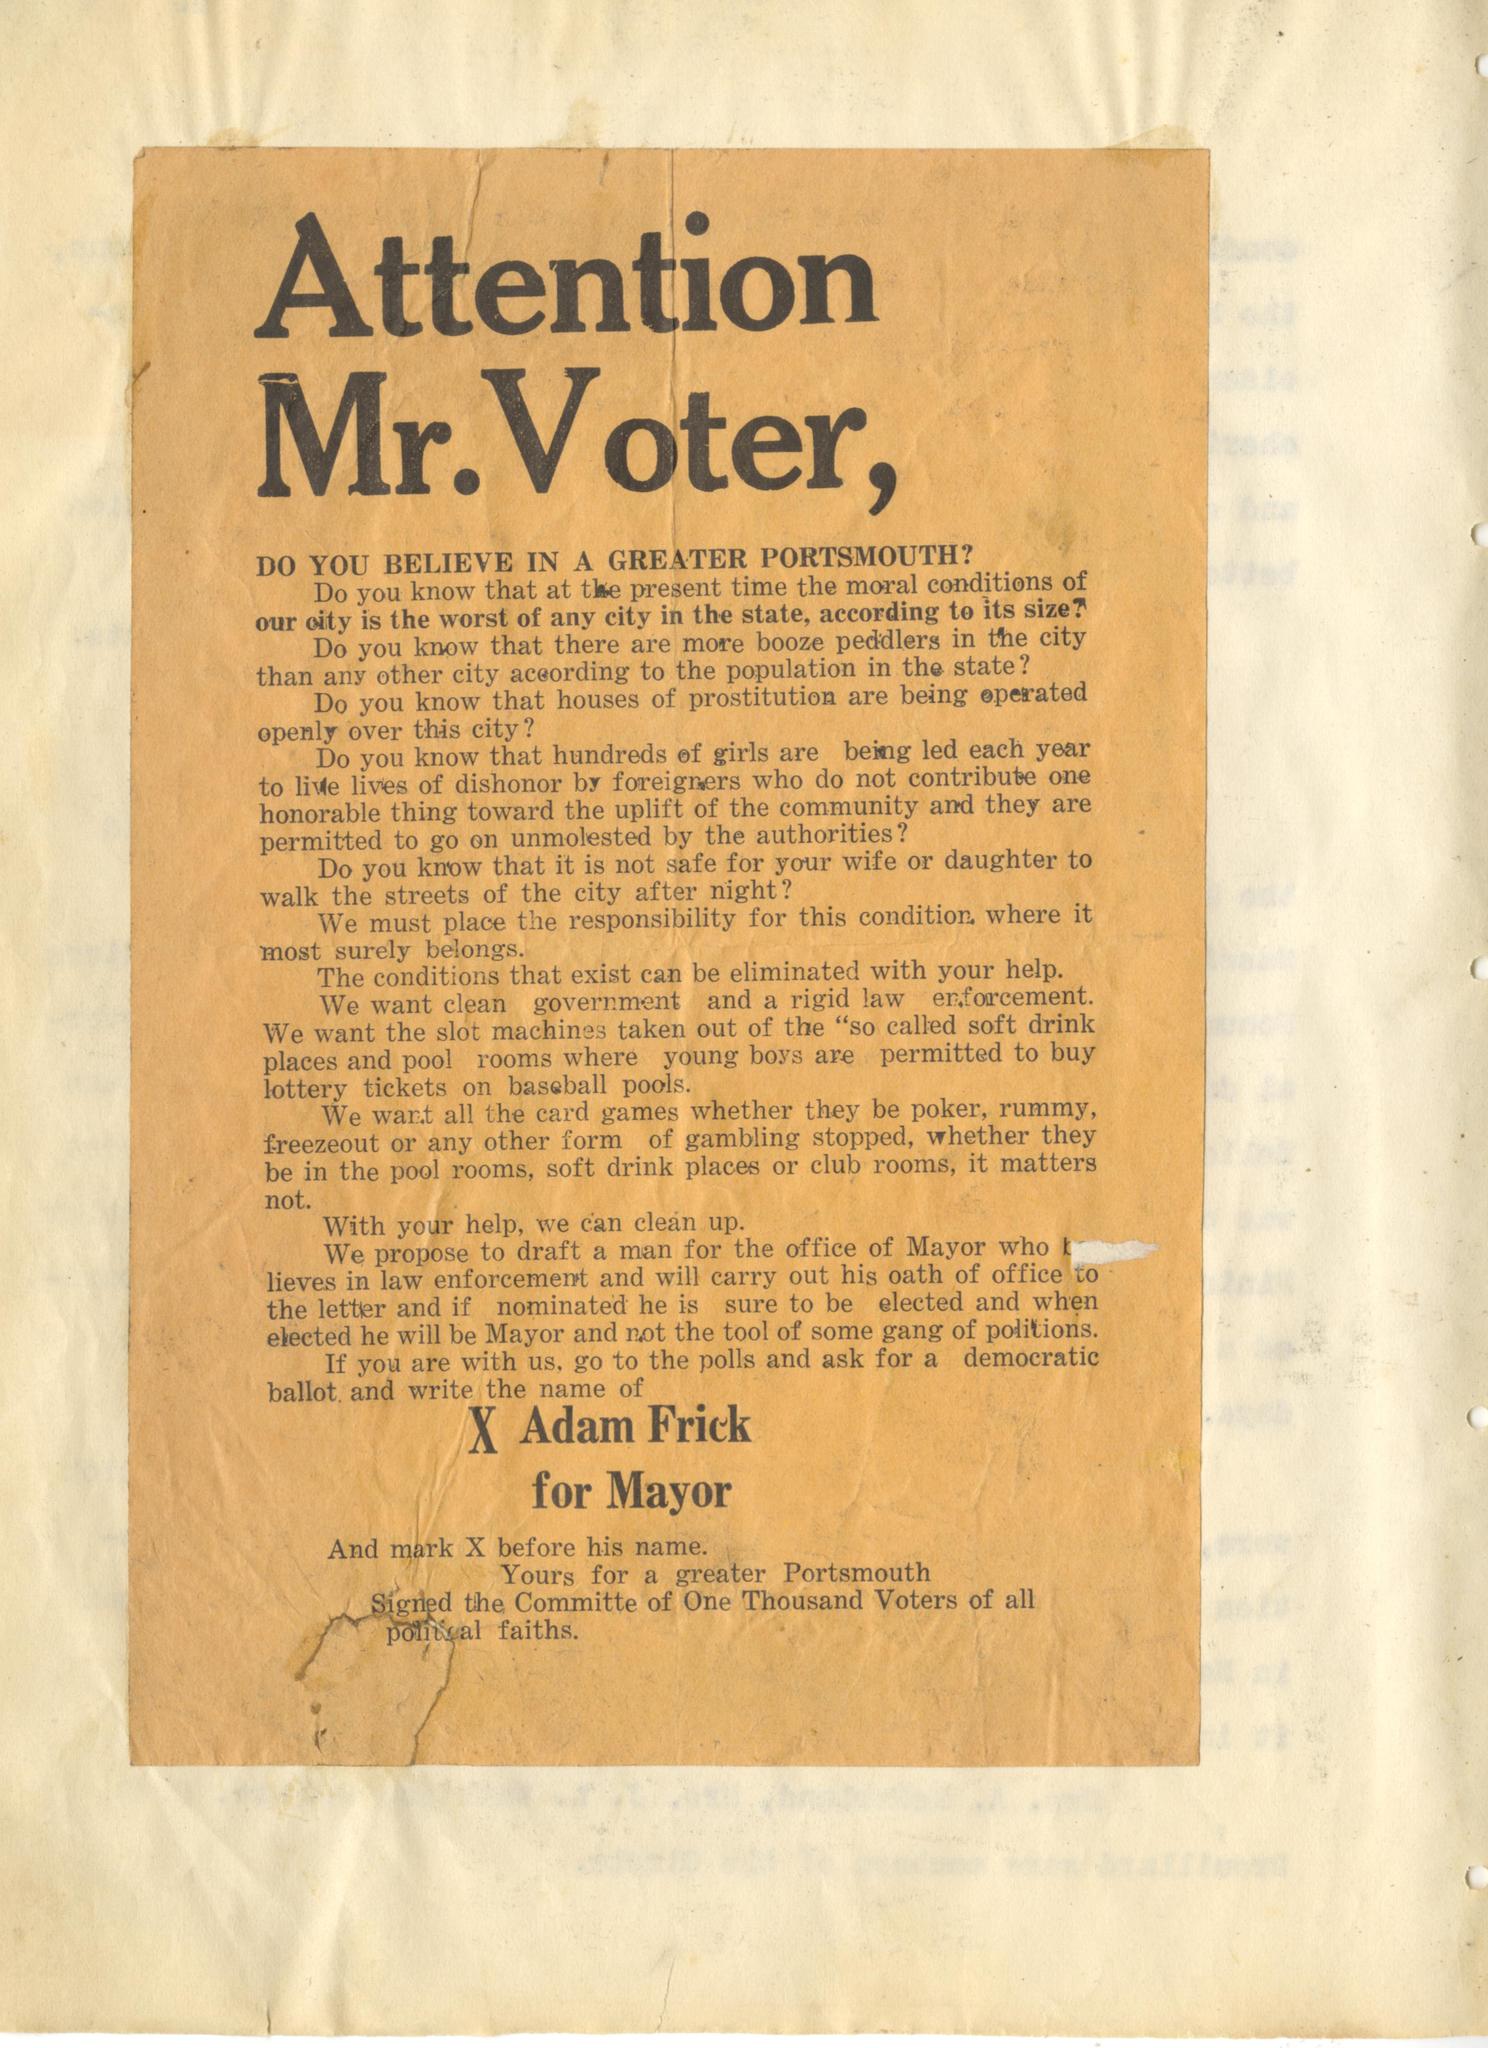 Attention
Mr. Voter,
DO YOU BELIEVE IN A GREATER PORTSMOUTH?
Do you know that at the present time the moral conditions of
our city is the worst of any city in the state, according to its size?
Do you know that there are more booze peddlers in the city
than any other city according to the population in the state?
Do you know that houses of prostitution are being operated
openly over this city?
Do you know that hundreds of girls are being led each year
to live lives of dishonor by foreigners who do not contribute one
honorable thing toward the uplift of the community and they are
permitted to go on unmolested by the authorities?
Do you know that it is not safe for your wife or daughter to
walk the streets of the city after night?
We must place the responsibility for this condition where it
most surely belongs.
The conditions that exist can be eliminated with your help.
We want clean government and a rigid law enforcement.
We want the slot machines taken out of the “so called soft drink
places and pool rooms where young boys are permitted to buy
lottery tickets on baseball pools.
We want all the card games whether they be poker, rummy,
freezeout or any other form of gambling stopped, whether they
be in the pool rooms, soft drink places or club rooms, it matters
not.
With your help, we can clean up.
We propose to draft a man for the office of Mayor who
lieves in law enforcement and will carry out his oath of office to
the letter and if nominated he is sure to be elected and when
elected he will be Mayor and not the tool of some gang of politions.
If you are with us, go to the polls and ask for a democratic
ballot and write the name of
X Adam Frick
for Mayor
And mark X before his name.
Yours for a greater Portsmouth
Signed the Committe of One Thousand Voters of all
political faiths.